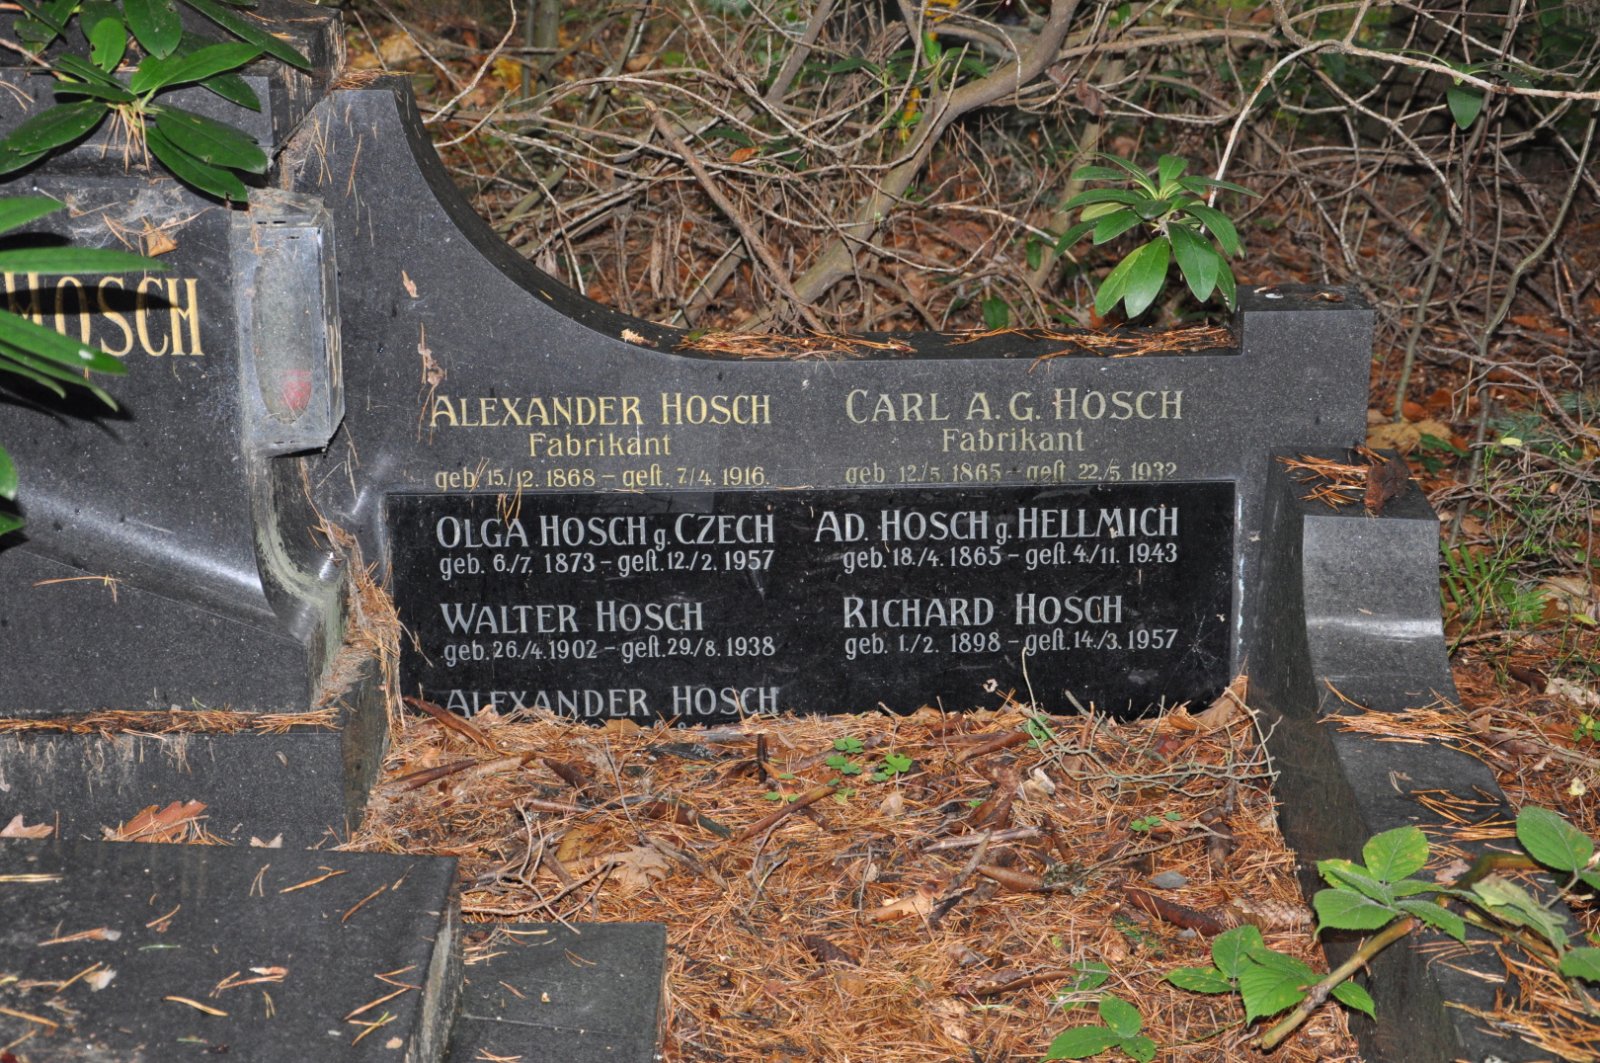 HOSCH
ALEXANDER HOSCH
Fabrikant
geb. 15./12. 1868 – gest. 7./4. 1916.
CARL A. G. HOSCH
Fabrikant
geb. 12./5. 1865 – gest. 22./5. 1932
OLGA HOSCH g. CZECH
geb. 6./7. 1873 – gest. 12./2. 1957
AD. HOSCH g. HELLMICH
geb. 18./4. 1865 – gest. 4./11. 1943
WALTER HOSCH
geb. 26./4. 1902 – gest. 29./8. 1938
RICHARD HOSCH
geb. 1./2. 1898 – gest. 14./3. 1957
ALEXANDER HOSCH